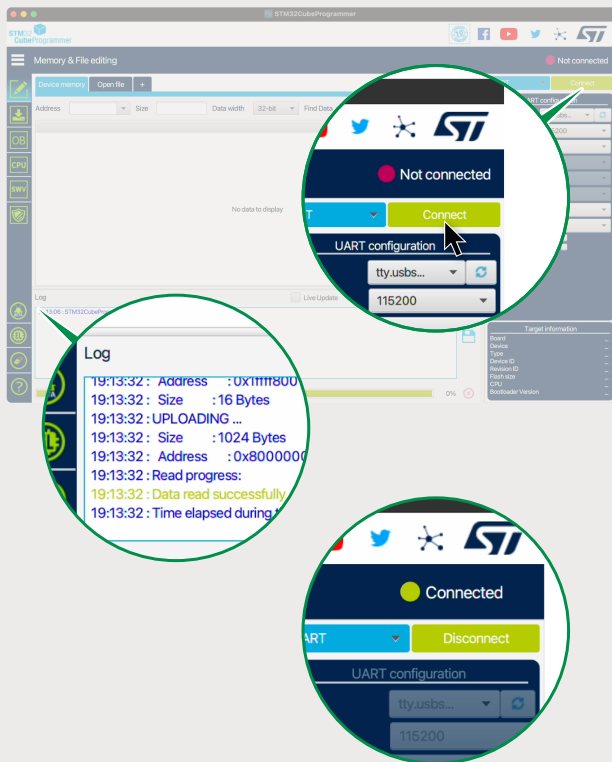 STM32CubeProgrammer
STM32
CubeProgrammer
Memory & File editing
Not connected
Device memory
Open file
+
Connect
Address
Size
Data width
32-bit
Find Data
No data to display
OB
CPU
SWV
Log
Live Update
0%
Target information
Board
Device
Type
Device ID
Revision ID
Flash size
CPU
Bootloader Version
Not connected
Connect
UART configuration
tty.usbs...
115200
Log
19:13:32 : Address : 0x1ffff800
19:13:32 : Size : 16 Bytes
19:13:32 : UPLOADING ...
19:13:32 : Size : 1024 Bytes
19:13:32 : Address : 0x8000000
19:13:32 : Read progress:
19:13:32 : Data read successfully
19:13:32 : Time elapsed during
Connected
ART
Disconnect
UART configuration
tty.usbs...
115200